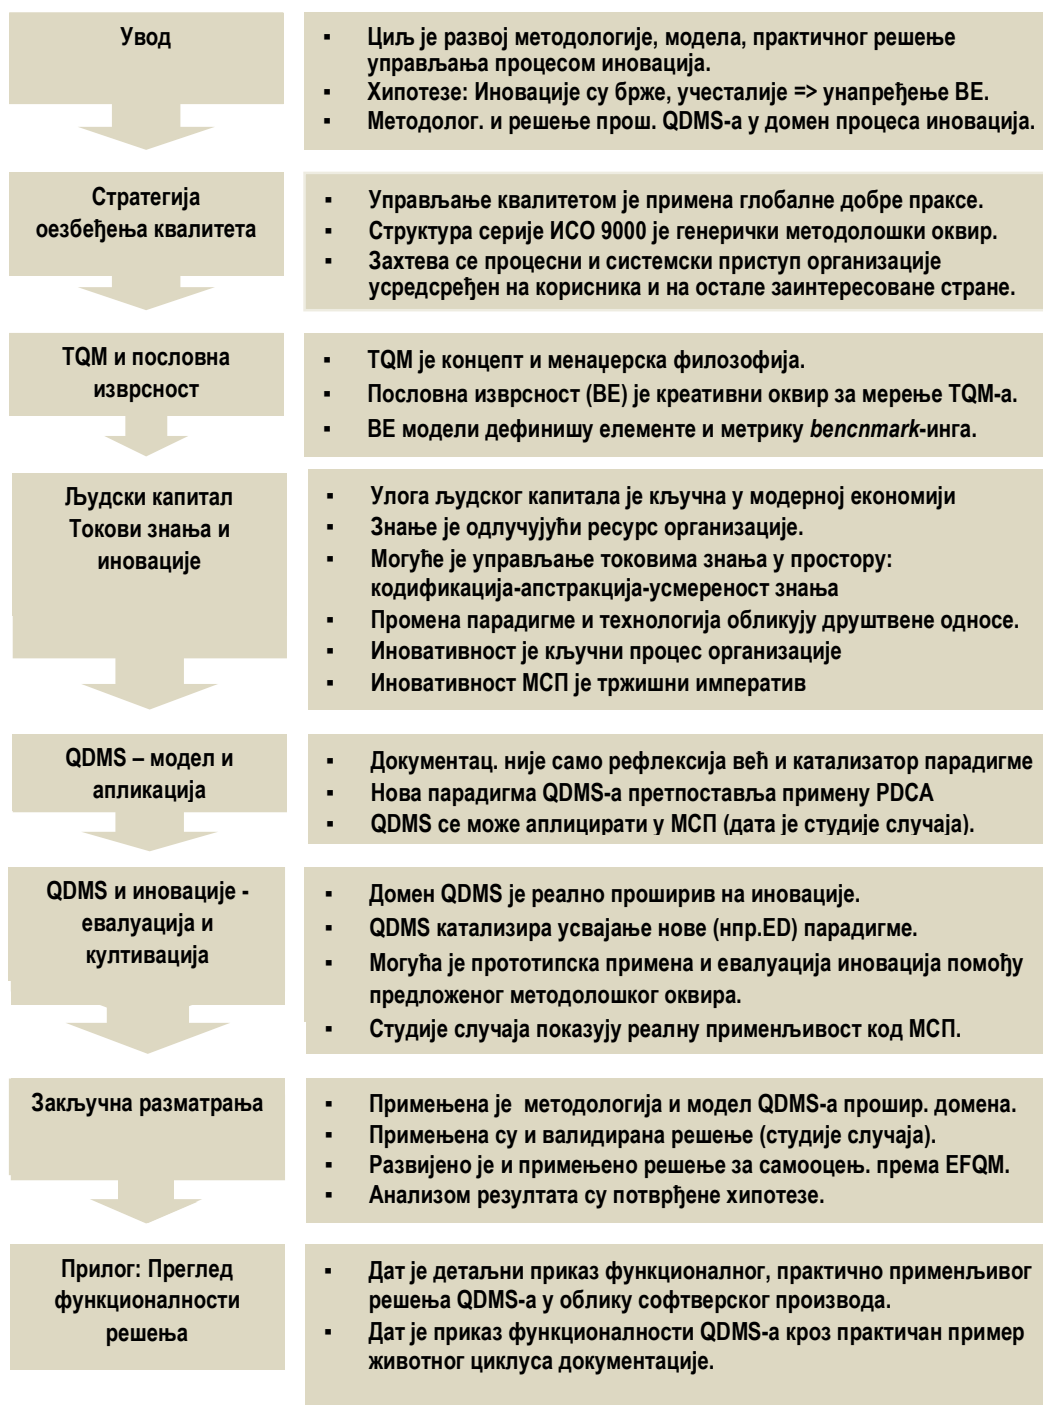 Увод
▪ Циљ је развој методологије, модела, практичног решење
управљања процесом иновација.
▪ Хипотезе: Иновације су брже, учесталије => унапређење BE.
▪ Методолог. и решење прош. QDMS-а у домен процеса иновација.
Стратегија
оезбеђења квалитета
▪ Управљање квалитетом је примена глобалне добре праксе.
▪ Структура серије ИСО 9000 је генерички методолошки оквир.
▪ Захтева се процесни и системски приступ организације
усредсређен на корисника и на остале заинтересоване стране.
TQM и пословна
изврсност
▪ TQM је концепт и менаџерска филозофија.
▪ Пословна изврсност (BE) је креативни оквир за мерење TQM-а.
▪ BE модели дефинишу елементе и метрику bencnmark-инга.
Људски капитал
Токови знања и
иновације
▪ Улога људског капитала је кључна у модерној економији
▪ Знање је одлучујући ресурс организације.
▪ Могуће је управљање токовима знања у простору:
кодификација-апстракција-усмереност знања
▪ Промена парадигме и технологија обликују друштвене односе.
▪ Иновативност је кључни процес организације
▪ Иновативност МСП је тржишни императив
QDMS – модел и
апликација
▪ Документац. није само рефлексија већ и катализатор парадигме
▪ Нова парадигма QDMS-а претпоставља примену PDCA
▪ QDMS се може аплицирати у МСП (дата је студије случаја).
QDMS и иновације -
евалуација и
култивација
▪ Домен QDMS је реално проширив на иновације.
▪ QDMS катализира усвајање нове (нпр.ED) парадигме.
▪ Могућа је прототипска примена и евалуација иновација помоћу
предложеног методолошког оквира.
▪ Студије случаја показују реалну применљивост код МСП.
Закључна разматрања
▪ Примењена је методологија и модел QDMS-а прошир. домена.
▪ Примењена су и валидирана решење (студије случаја).
▪ Развијено је и примењено решење за самооцењ. према EFQM.
▪ Анализом резултата су потврђене хипотезе.
Прилог: Преглед
функционалности
решења
▪ Дат је детаљни приказ функционалног, практично применљивог
решења QDMS-а у облику софтверског производа.
▪ Дат је приказ функционалности QDMS-а кроз практичан пример
животног циклуса документације.